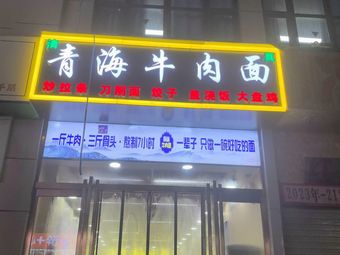 清 真
青海牛肉面
炒拉条 刀削面 饺子 盖浇饭 大盘鸡
一斤牛肉·三斤骨头·熬制7小时 一辈子 只做一碗好吃的面